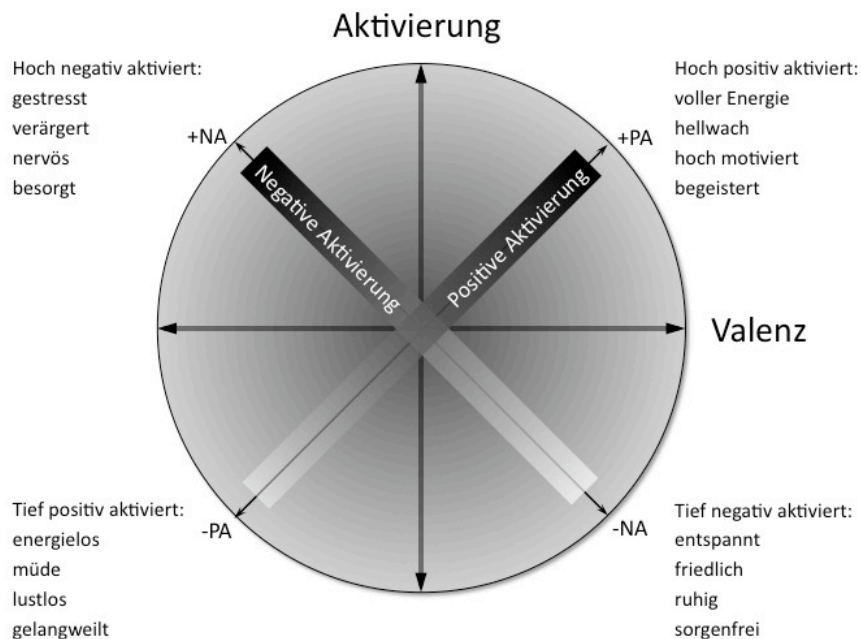 Aktivierung
Hoch negativ aktiviert:
gestresst
verärgert
nervös
besorgt
+NA
Hoch positiv aktiviert:
voller Energie
hellwach
hoch motiviert
begeistert
+PA
Negative Aktivierung
Positive Aktivierung
Valenz
Tief positiv aktiviert:
energielos
müde
lustlos
gelangweilt
-PA
Tief negativ aktiviert:
entspannt
friedlich
ruhig
sorgenfrei
-NA